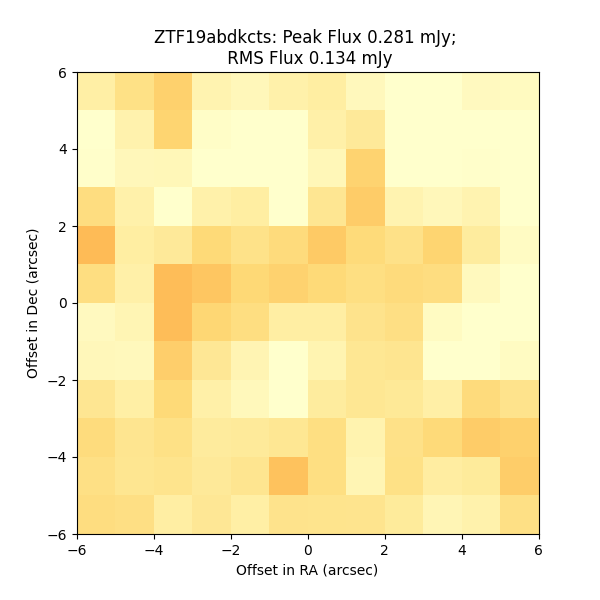 ZTF19abdkcts: Peak Flux 0.281 mJy;
RMS Flux 0.134 mJy
6
4
2
0
−2
−4
−6
Offset in Dec (arcsec)
−6 −4 −2 0 2 4 6
Offset in RA (arcsec)